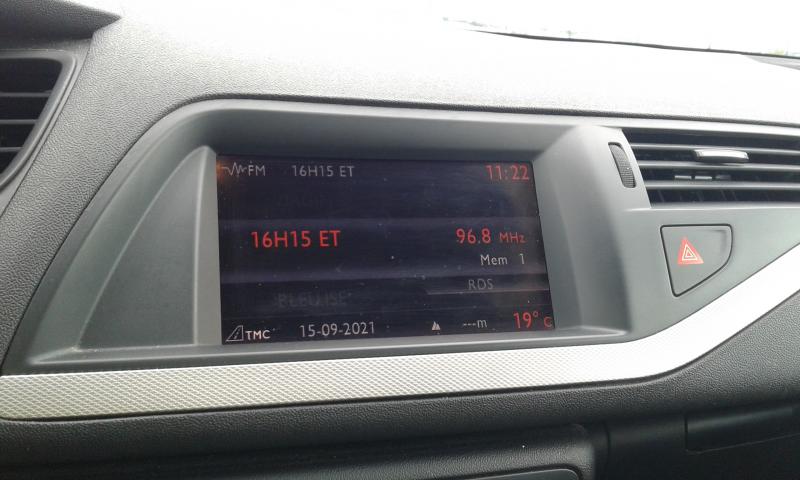 FM 16H15 ET 11:22
16H15 ET 96.8 MHz
Mem 1
RDS
TMC 15-09-2021 ---m 19° C